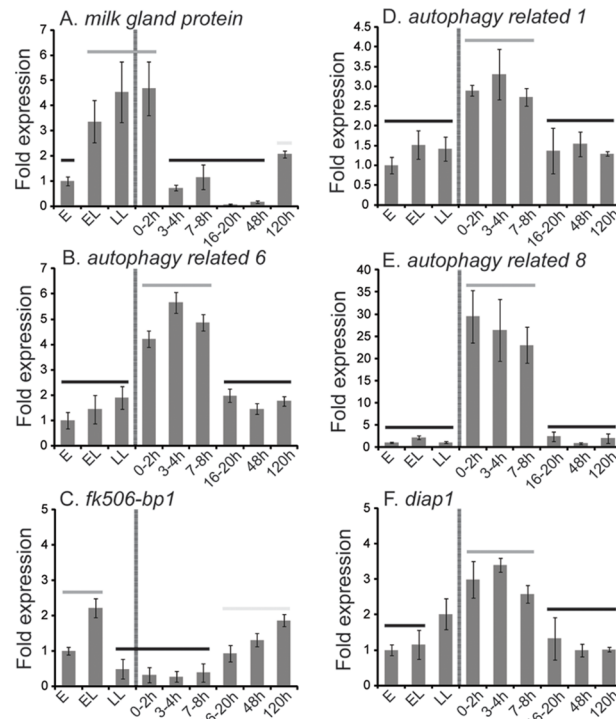 A. milk gland protein
Fold expression
7
6
5
4
3
2
1
0
E
EL
LL
0-2h
3-4h
7-8h
16-20h
48h
120h
D. autophagy related 1
Fold expression
4.5
4.0
3.5
3.0
2.5
2.0
1.5
1.0
0.5
0.0
E
EL
LL
0-2h
3-4h
7-8h
16-20h
48h
120h
B. autophagy related 6
Fold expression
7
6
5
4
3
2
1
0
E
EL
LL
0-2h
3-4h
7-8h
16-20h
48h
120h
E. autophagy related 8
Fold expression
40
35
30
25
20
15
10
5
0
E
EL
LL
0-2h
3-4h
7-8h
16-20h
48h
120h
C. fk506-bp1
Fold expression
5
4
3
2
1
0
E
EL
LL
0-2h
3-4h
7-8h
16-20h
48h
120h
F. diap1
Fold expression
5
4
3
2
1
0
E
EL
LL
0-2h
3-4h
7-8h
16-20h
48h
120h